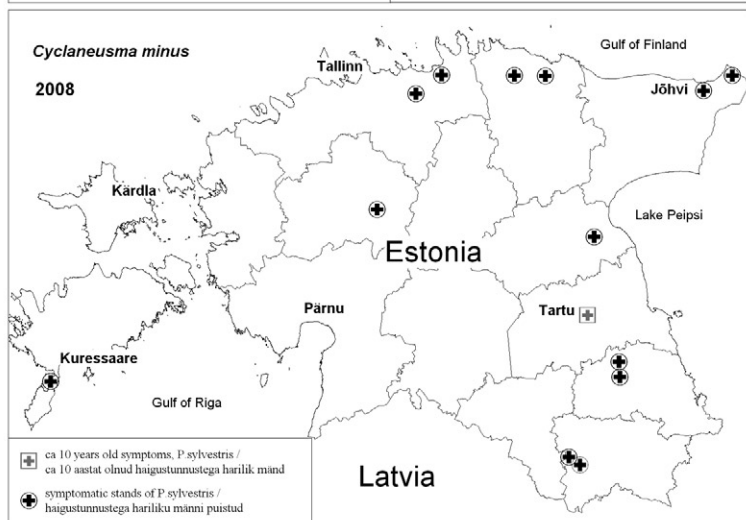 Cyclaneusma minus
2008
Gulf of Finland
Tallinn
Jõhvi
Kärdla
Lake Peipsi
Estonia
Pärnu
Tartu
Kuressaare
Gulf of Riga
Latvia
ca 10 years old symptoms, P.sylvestris /
ca 10 aastat olnud haigustunnustega harilik mänd
symptomatic stands of P.sylvestris /
haigustunnustega hariliku männi puistud